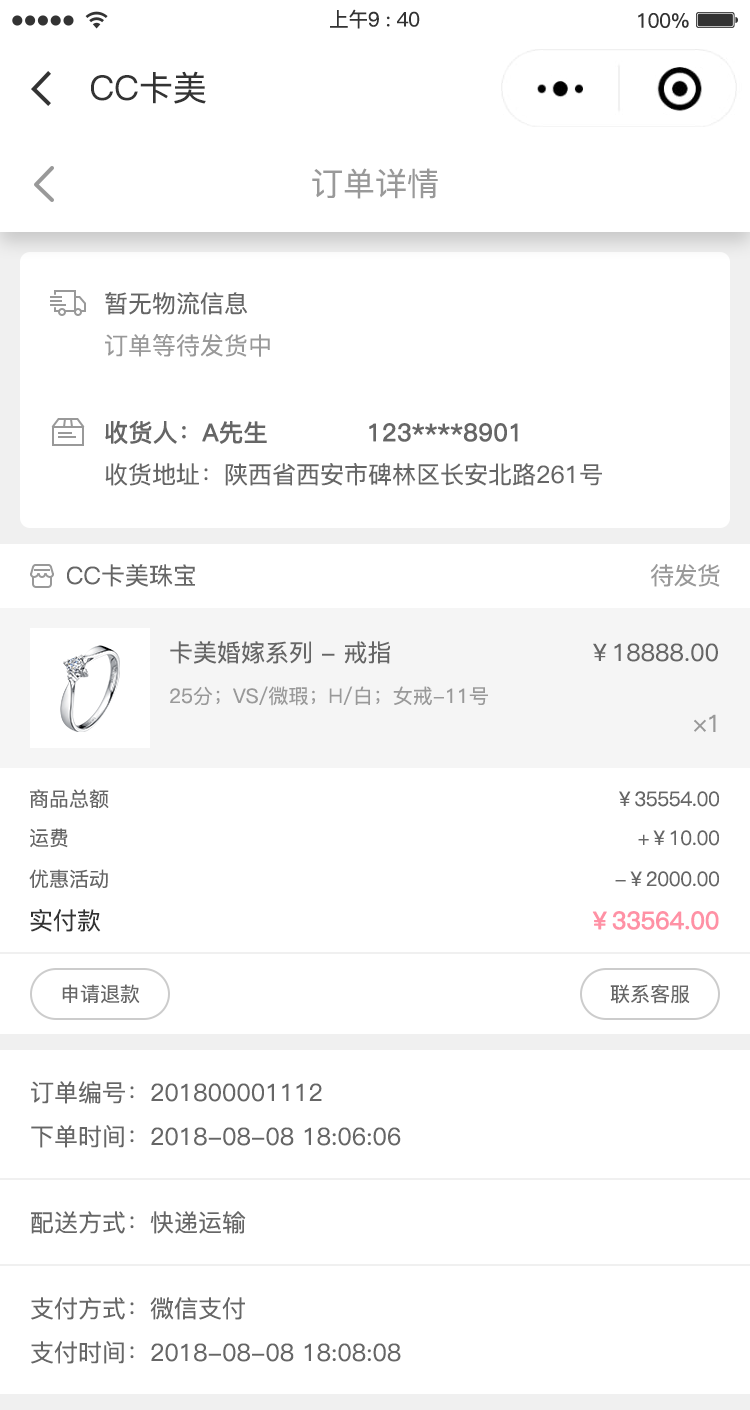 上午9 : 40
100%
CC卡美
订单详情
暂无物流信息
订单等待发货中
收货人：A先生 123****8901
收货地址：陕西省西安市碑林区长安北路261号
CC卡美珠宝 待发货
卡美婚嫁系列 – 戒指 ¥18888.00
25分；VS/微瑕；H/白；女戒–11号
×1
商品总额 ¥35554.00
运费 +¥10.00
优惠活动 –¥2000.00
实付款 ¥33564.00
申请退款 联系客服
订单编号：201800001112
下单时间：2018–08–08 18:06:06
配送方式：快递运输
支付方式：微信支付
支付时间：2018–08–08 18:08:08